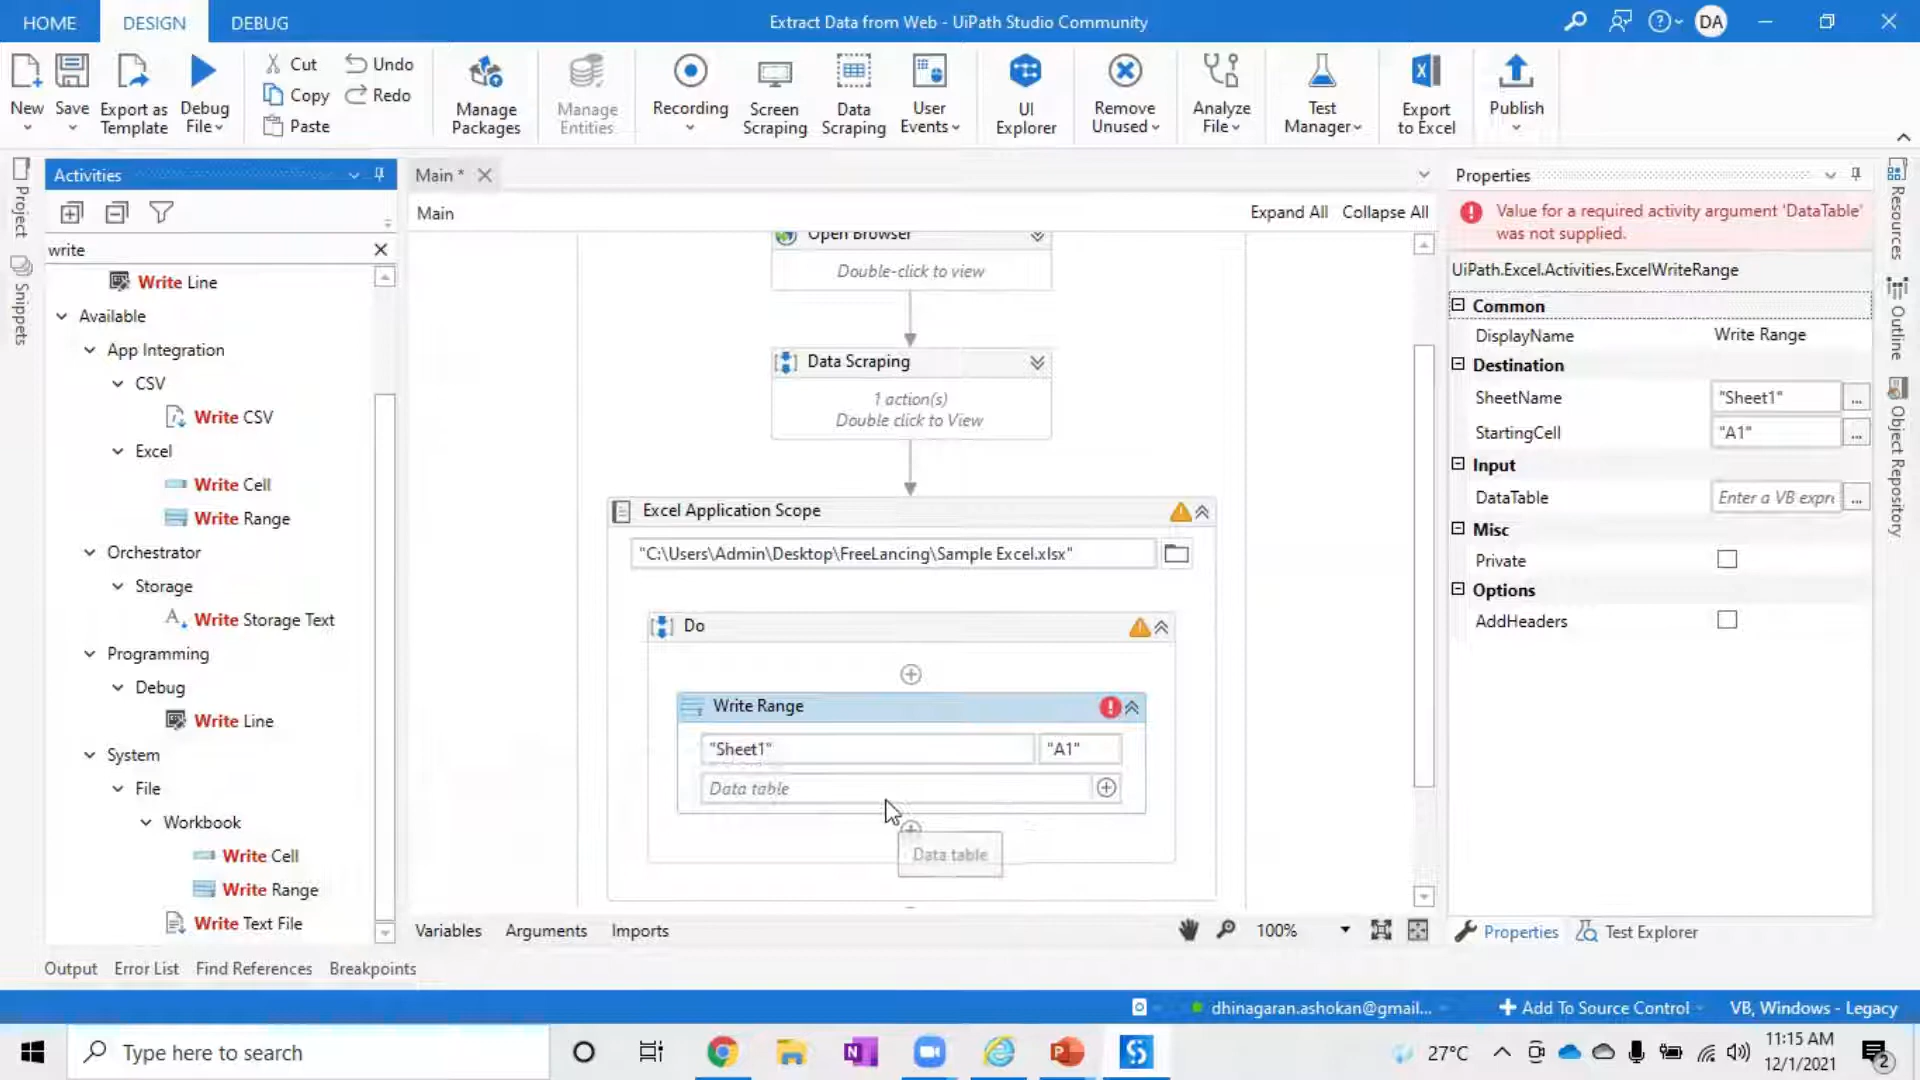 HOME DESIGN DEBUG Extract Data from Web - UiPath Studio Community DA
New
Save
Export as Template
Debug File
Cut
Copy
Paste
Undo
Redo
Manage Packages
Manage Entities
Recording
Screen Scraping
Data Scraping
User Events
UI Explorer
Remove Unused
Analyze File
Test Manager
Export to Excel
Publish
Project
Snippets
Activities
write
Write Line
Available
App Integration
CSV
Write CSV
Excel
Write Cell
Write Range
Orchestrator
Storage
Write Storage Text
Programming
Debug
Write Line
System
File
Workbook
Write Cell
Write Range
Write Text File
Main *
Main
Expand All Collapse All
Open Browser
Double-click to view
Data Scraping
1 action(s)
Double click to View
Excel Application Scope
"C:\Users\Admin\Desktop\FreeLancing\Sample Excel.xlsx"
Do
Write Range
"Sheet1" "A1"
Data table
Data table
Variables Arguments Imports 100%
Properties
Value for a required activity argument 'DataTable'
was not supplied.
UiPath.Excel.Activities.ExcelWriteRange
Common
DisplayName Write Range
Destination
SheetName "Sheet1" ...
StartingCell "A1" ...
Input
DataTable Enter a VB expre ...
Misc
Private
Options
AddHeaders
Properties Test Explorer
Resources
Outline
Object Repository
Output Error List Find References Breakpoints
dhinagaran.ashokan@gmail... Add To Source Control VB, Windows - Legacy
Type here to search
27°C
11:15 AM
12/1/2021
2